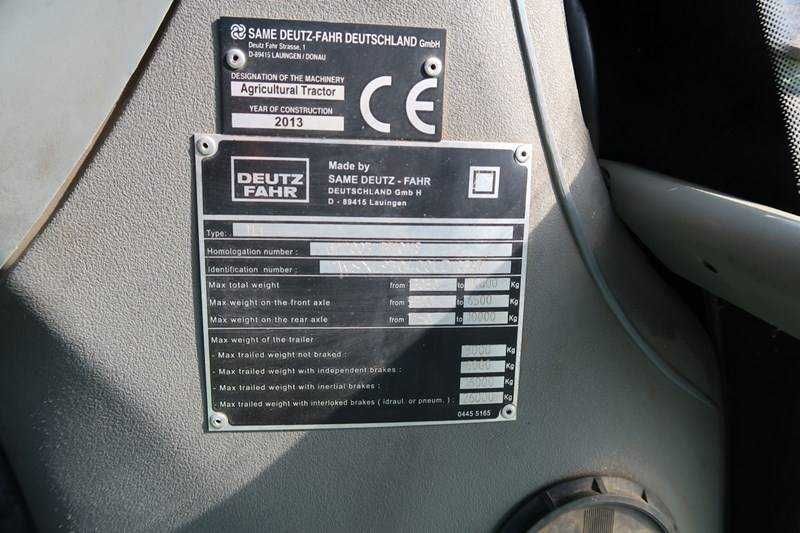 SAME DEUTZ-FAHR DEUTSCHLAND GmbH
Deutz Fahr Strasse, 1
D-89415 LAUINGEN / DONAU
DESIGNATION OF THE MACHINERY
Agricultural Tractor
YEAR OF CONSTRUCTION
2013
CE
DEUTZ
FAHR
Made by
SAME DEUTZ - FAHR
DEUTSCHLAND Gmb H
D - 89415 Lauingen
Type:
Homologation number :
Identification number :
Max total weight from to Kg
Max weight on the front axle from to 6500 Kg
Max weight on the rear axle from to 10000 Kg
Max weight of the trailer
- Max trailed weight not braked : Kg
- Max trailed weight with independent brakes : Kg
- Max trailed weight with inertial brakes : Kg
- Max trailed weight with interloked brakes ( idraul. or pneum. ) : Kg
0445 5165